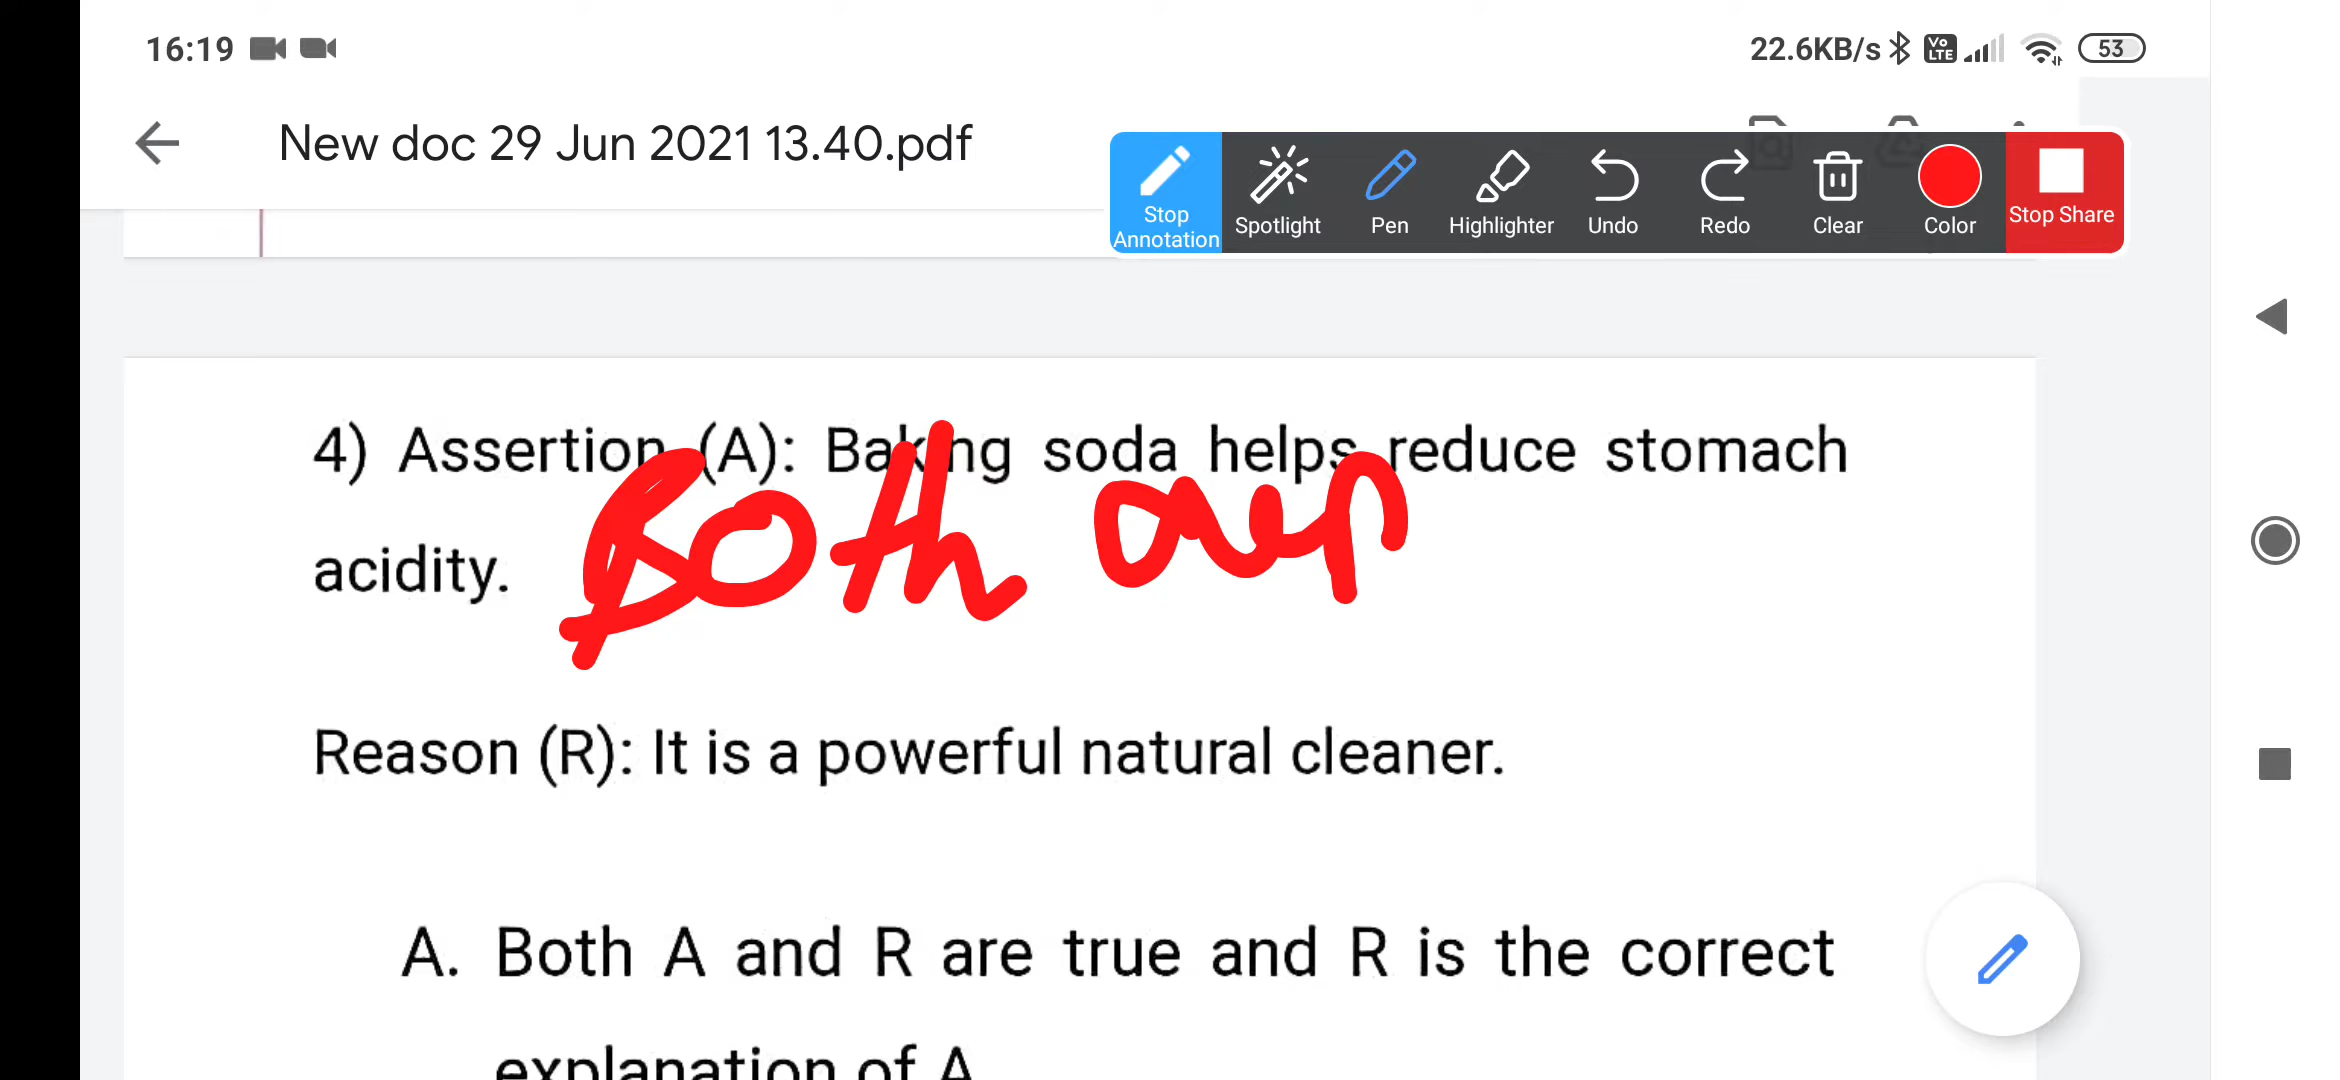 16:19
22.6KB/s Vo LTE 53
New doc 29 Jun 2021 13.40.pdf
Stop Annotation
Spotlight
Pen
Highlighter
Undo
Redo
Clear
Color
Stop Share
4) Assertion (A): Baking soda helps reduce stomach
acidity.
Both are
Reason (R): It is a powerful natural cleaner.
A. Both A and R are true and R is the correct
explanation of A